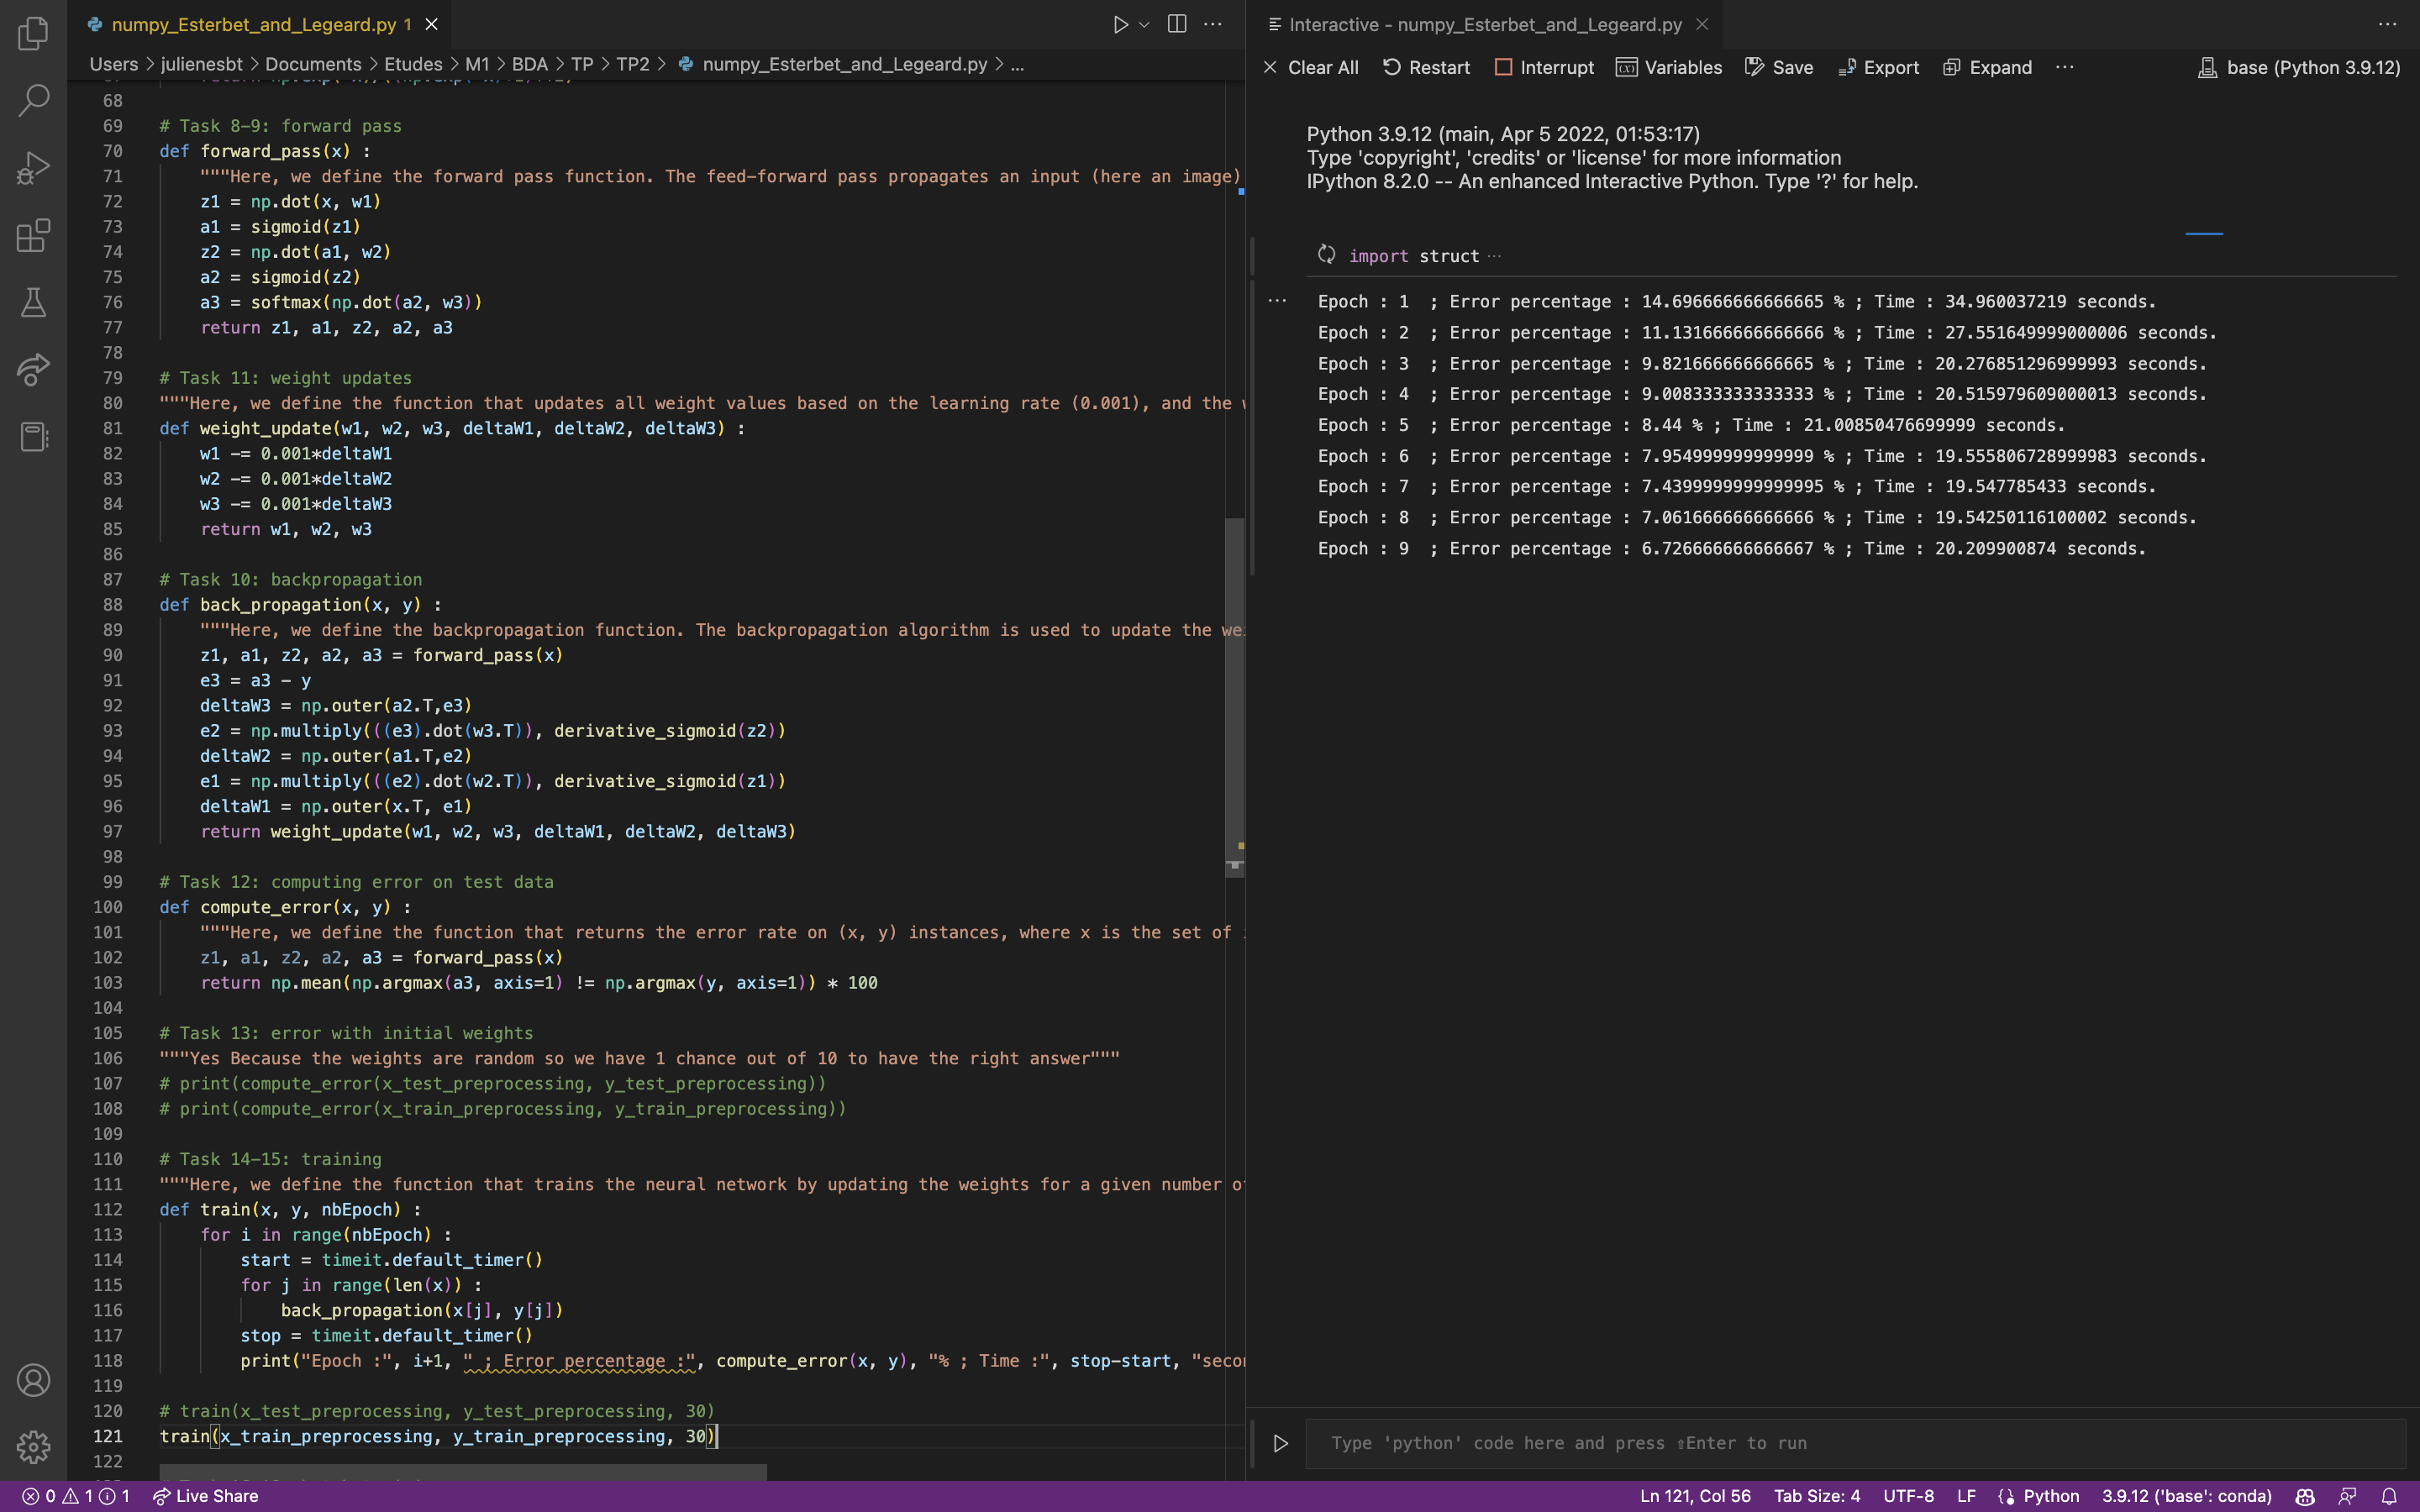 numpy_Esterbet_and_Legeard.py 1
Interactive - numpy_Esterbet_and_Legeard.py
Users > julienesbt > Documents > Etudes > M1 > BDA > TP > TP2 > numpy_Esterbet_and_Legeard.py > ...
Clear All Restart Interrupt Variables Save Export Expand ... base (Python 3.9.12)
68
69 # Task 8-9: forward pass
70 def forward_pass(x) :
71 """Here, we define the forward pass function. The feed-forward pass propagates an input (here an image)
72 z1 = np.dot(x, w1)
73 a1 = sigmoid(z1)
74 z2 = np.dot(a1, w2)
75 a2 = sigmoid(z2)
76 a3 = softmax(np.dot(a2, w3))
77 return z1, a1, z2, a2, a3
78
79 # Task 11: weight updates
80 """Here, we define the function that updates all weight values based on the learning rate (0.001), and the
81 def weight_update(w1, w2, w3, deltaW1, deltaW2, deltaW3) :
82 w1 -= 0.001*deltaW1
83 w2 -= 0.001*deltaW2
84 w3 -= 0.001*deltaW3
85 return w1, w2, w3
86
87 # Task 10: backpropagation
88 def back_propagation(x, y) :
89 """Here, we define the backpropagation function. The backpropagation algorithm is used to update the we
90 z1, a1, z2, a2, a3 = forward_pass(x)
91 e3 = a3 - y
92 deltaW3 = np.outer(a2.T,e3)
93 e2 = np.multiply(((e3).dot(w3.T)), derivative_sigmoid(z2))
94 deltaW2 = np.outer(a1.T,e2)
95 e1 = np.multiply(((e2).dot(w2.T)), derivative_sigmoid(z1))
96 deltaW1 = np.outer(x.T, e1)
97 return weight_update(w1, w2, w3, deltaW1, deltaW2, deltaW3)
98
99 # Task 12: computing error on test data
100 def compute_error(x, y) :
101 """Here, we define the function that returns the error rate on (x, y) instances, where x is the set of
102 z1, a1, z2, a2, a3 = forward_pass(x)
103 return np.mean(np.argmax(a3, axis=1) != np.argmax(y, axis=1)) * 100
104
105 # Task 13: error with initial weights
106 """Yes Because the weights are random so we have 1 chance out of 10 to have the right answer"""
107 # print(compute_error(x_test_preprocessing, y_test_preprocessing))
108 # print(compute_error(x_train_preprocessing, y_train_preprocessing))
109
110 # Task 14-15: training
111 """Here, we define the function that trains the neural network by updating the weights for a given number o
112 def train(x, y, nbEpoch) :
113 for i in range(nbEpoch) :
114 start = timeit.default_timer()
115 for j in range(len(x)) :
116 back_propagation(x[j], y[j])
117 stop = timeit.default_timer()
118 print("Epoch :", i+1, " ; Error percentage :", compute_error(x, y), "% ; Time :", stop-start, "secon
119
120 # train(x_test_preprocessing, y_test_preprocessing, 30)
121 train(x_train_preprocessing, y_train_preprocessing, 30)
122
Python 3.9.12 (main, Apr 5 2022, 01:53:17)
Type 'copyright', 'credits' or 'license' for more information
IPython 8.2.0 -- An enhanced Interactive Python. Type '?' for help.
import struct ...
Epoch : 1 ; Error percentage : 14.696666666666665 % ; Time : 34.960037219 seconds.
Epoch : 2 ; Error percentage : 11.131666666666666 % ; Time : 27.551649999000006 seconds.
Epoch : 3 ; Error percentage : 9.821666666666665 % ; Time : 20.276851296999993 seconds.
Epoch : 4 ; Error percentage : 9.008333333333333 % ; Time : 20.515979609000013 seconds.
Epoch : 5 ; Error percentage : 8.44 % ; Time : 21.00850476699999 seconds.
Epoch : 6 ; Error percentage : 7.954999999999999 % ; Time : 19.555806728999983 seconds.
Epoch : 7 ; Error percentage : 7.4399999999999995 % ; Time : 19.547785433 seconds.
Epoch : 8 ; Error percentage : 7.061666666666666 % ; Time : 19.54250116100002 seconds.
Epoch : 9 ; Error percentage : 6.726666666666667 % ; Time : 20.209900874 seconds.
Type 'python' code here and press ⇧Enter to run
0 1 1 Live Share
Ln 121, Col 56 Tab Size: 4 UTF-8 LF Python 3.9.12 ('base': conda)